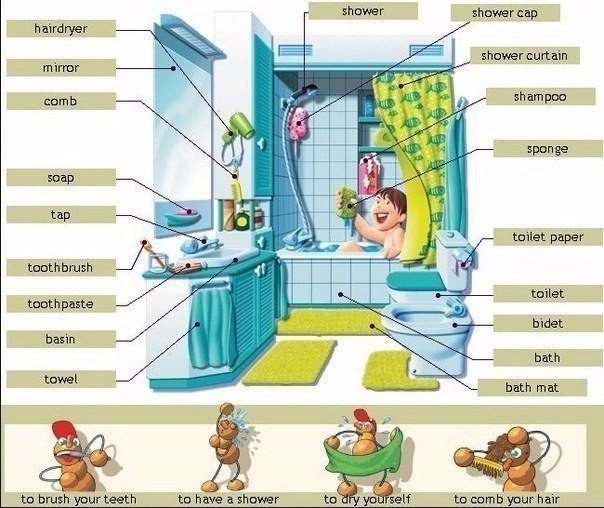 hairdryer
mirror
comb
soap
tap
toothbrush
toothpaste
basin
towel
shower
shower cap
shower curtain
shampoo
sponge
toilet paper
toilet
bidet
bath
bath mat
to brush your teeth
to have a shower
to dry yourself
to comb your hair